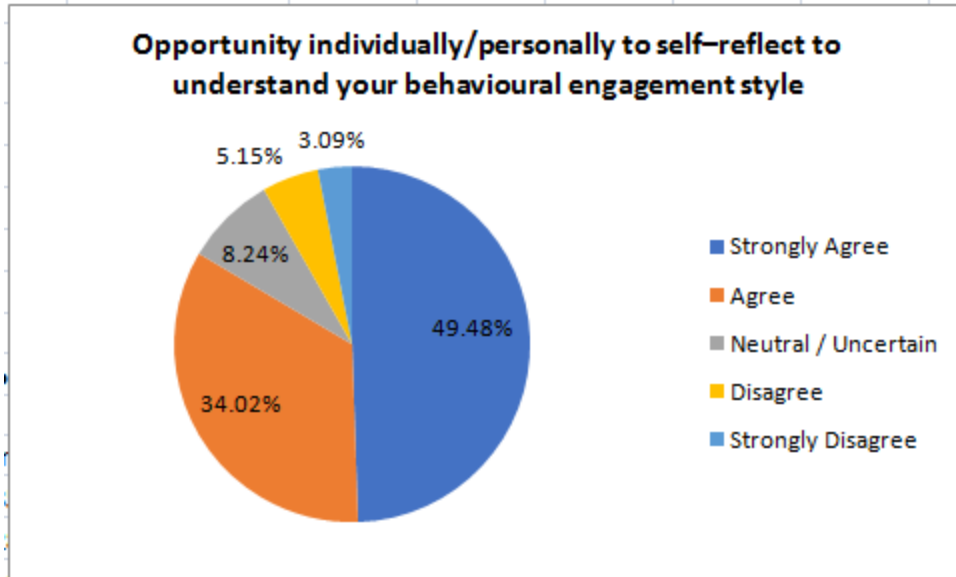 Opportunity individually/personally to self–reflect to
understand your behavioural engagement style
3.09%
5.15%
8.24%
49.48%
34.02%
Strongly Agree
Agree
Neutral / Uncertain
Disagree
Strongly Disagree